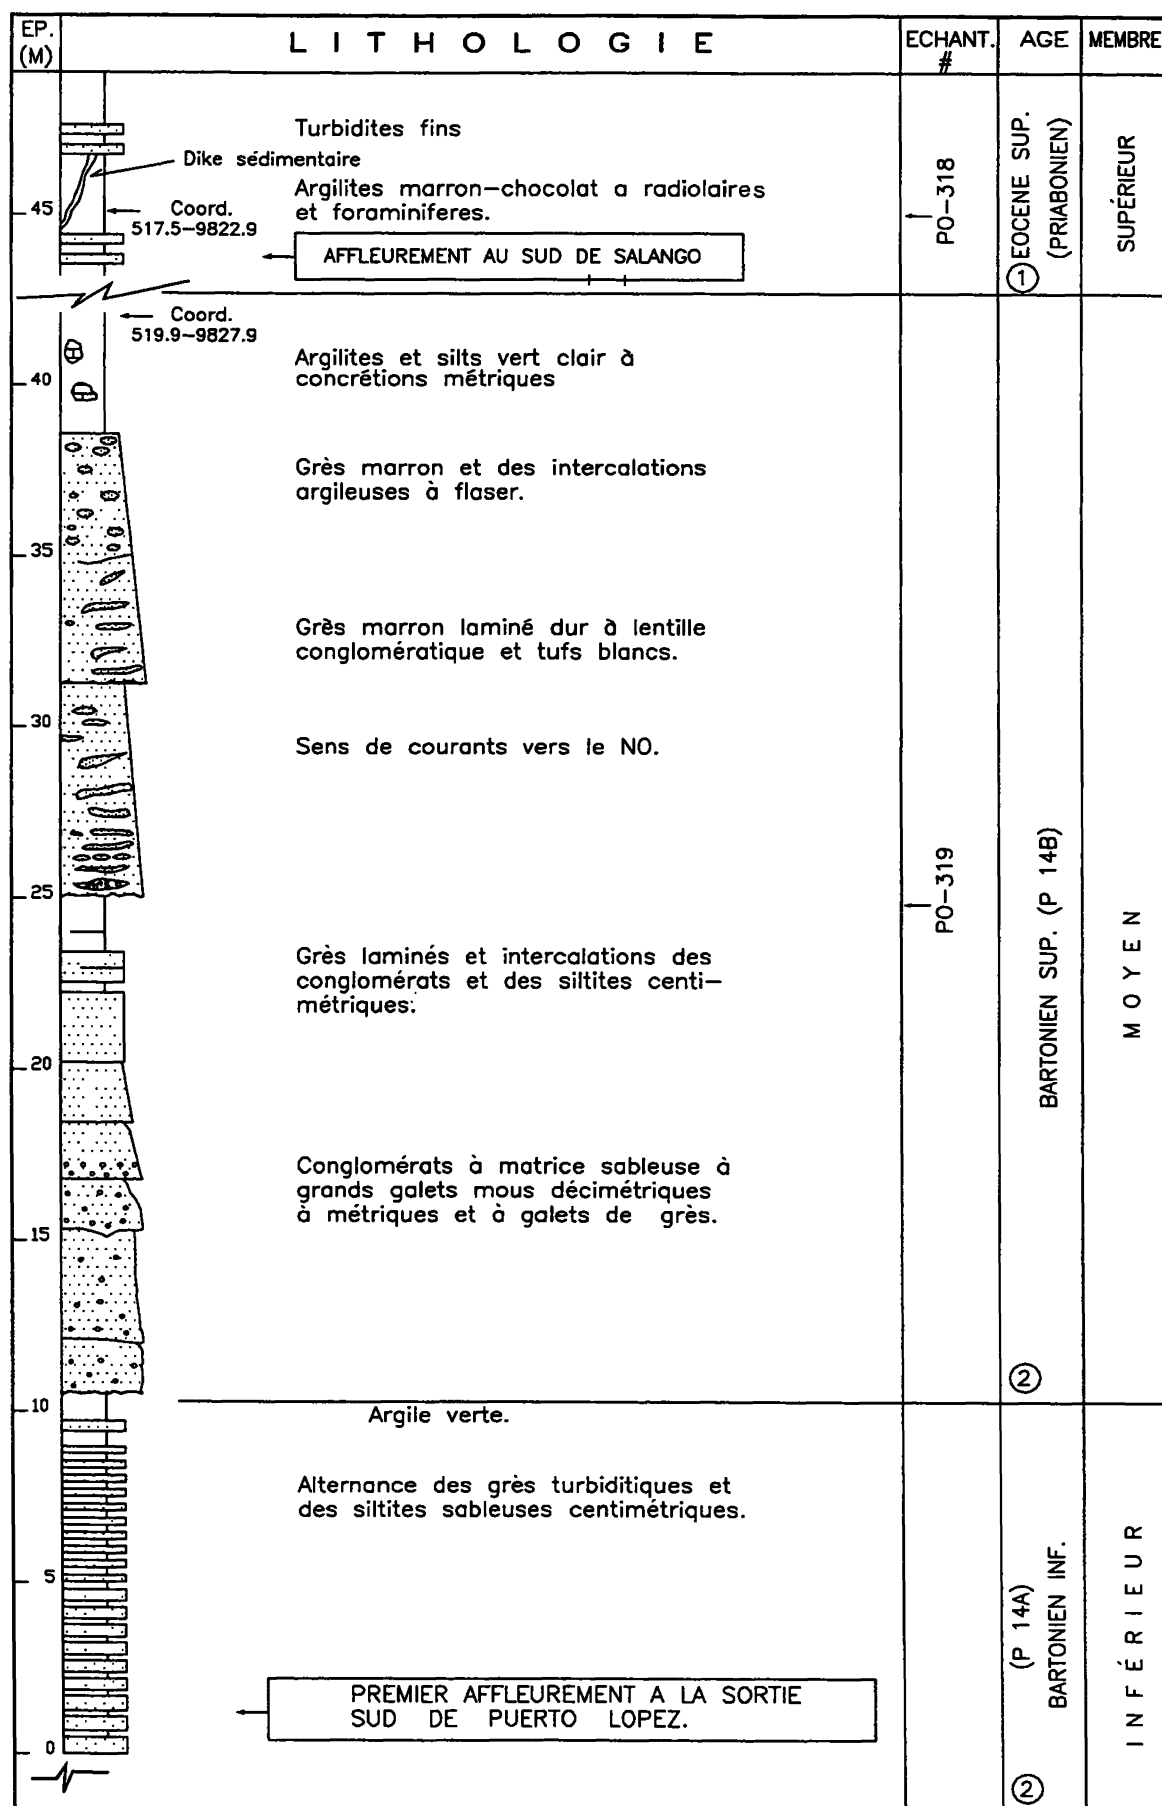 EP.
(M)
LITHOLOGIE
ECHANT.
#
AGE
MEMBRE
Turbidites fins
Dike sédimentaire
Argilites marron-chocolat a radiolaires
et foraminiferes.
45
Coord.
517.5-9822.9
AFFLEUREMENT AU SUD DE SALANGO
PO-318
EOCENE SUP.
(PRIABONIEN)
1
SUPÉRIEUR
Coord.
519.9-9827.9
Argilites et silts vert clair à
concrétions métriques
40
Grès marron et des intercalations
argileuses à flaser.
35
Grès marron laminé dur à lentille
conglomératique et tufs blancs.
30
Sens de courants vers le NO.
25
PO-319
BARTONIEN SUP. (P 14B)
MOYEN
Grès laminés et intercalations des
conglomérats et des siltites centi-
métriques.
20
Conglomérats à matrice sableuse à
grands galets mous décimétriques
à métriques et à galets de grès.
15
2
10
Argile verte.
Alternance des grès turbiditiques et
des siltites sableuses centimétriques.
5
(P 14A)
BARTONIEN INF.
INFÉRIEUR
PREMIER AFFLEUREMENT A LA SORTIE
SUD DE PUERTO LOPEZ.
0
2